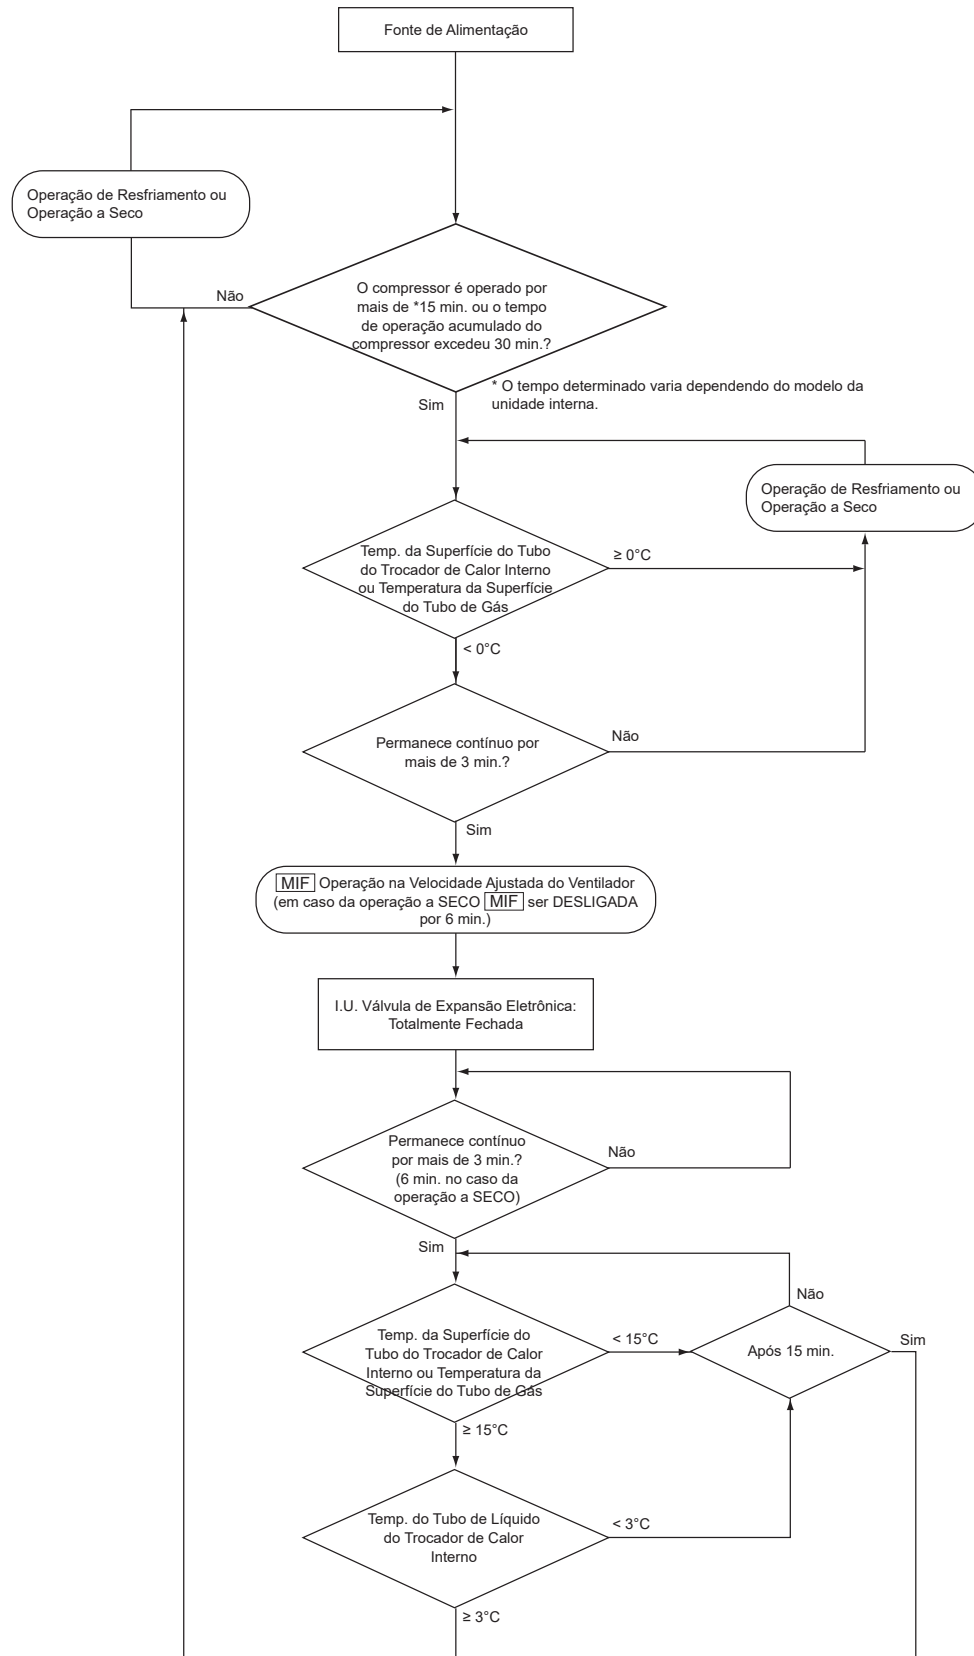 Fonte de Alimentação
Operação de Resfriamento ou
Operação a Seco
Não
O compressor é operado por
mais de *15 min. ou o tempo
de operação acumulado do
compressor excedeu 30 min.?
* O tempo determinado varia dependendo do modelo da
unidade interna.
Sim
Operação de Resfriamento ou
Operação a Seco
Temp. da Superfície do Tubo
do Trocador de Calor Interno
ou Temperatura da Superfície
do Tubo de Gás
≥ 0°C
< 0°C
Permanece contínuo por
mais de 3 min.?
Não
Sim
MIF Operação na Velocidade Ajustada do Ventilador
(em caso da operação a SECO MIF ser DESLIGADA
por 6 min.)
I.U. Válvula de Expansão Eletrônica:
Totalmente Fechada
Permanece contínuo
por mais de 3 min.?
(6 min. no caso da
operação a SECO)
Não
Sim
Não
Temp. da Superfície do
Tubo do Trocador de Calor
Interno ou Temperatura da
Superfície do Tubo de Gás
< 15°C
Após 15 min.
Sim
≥ 15°C
Temp. do Tubo de Líquido
do Trocador de Calor
Interno
< 3°C
≥ 3°C